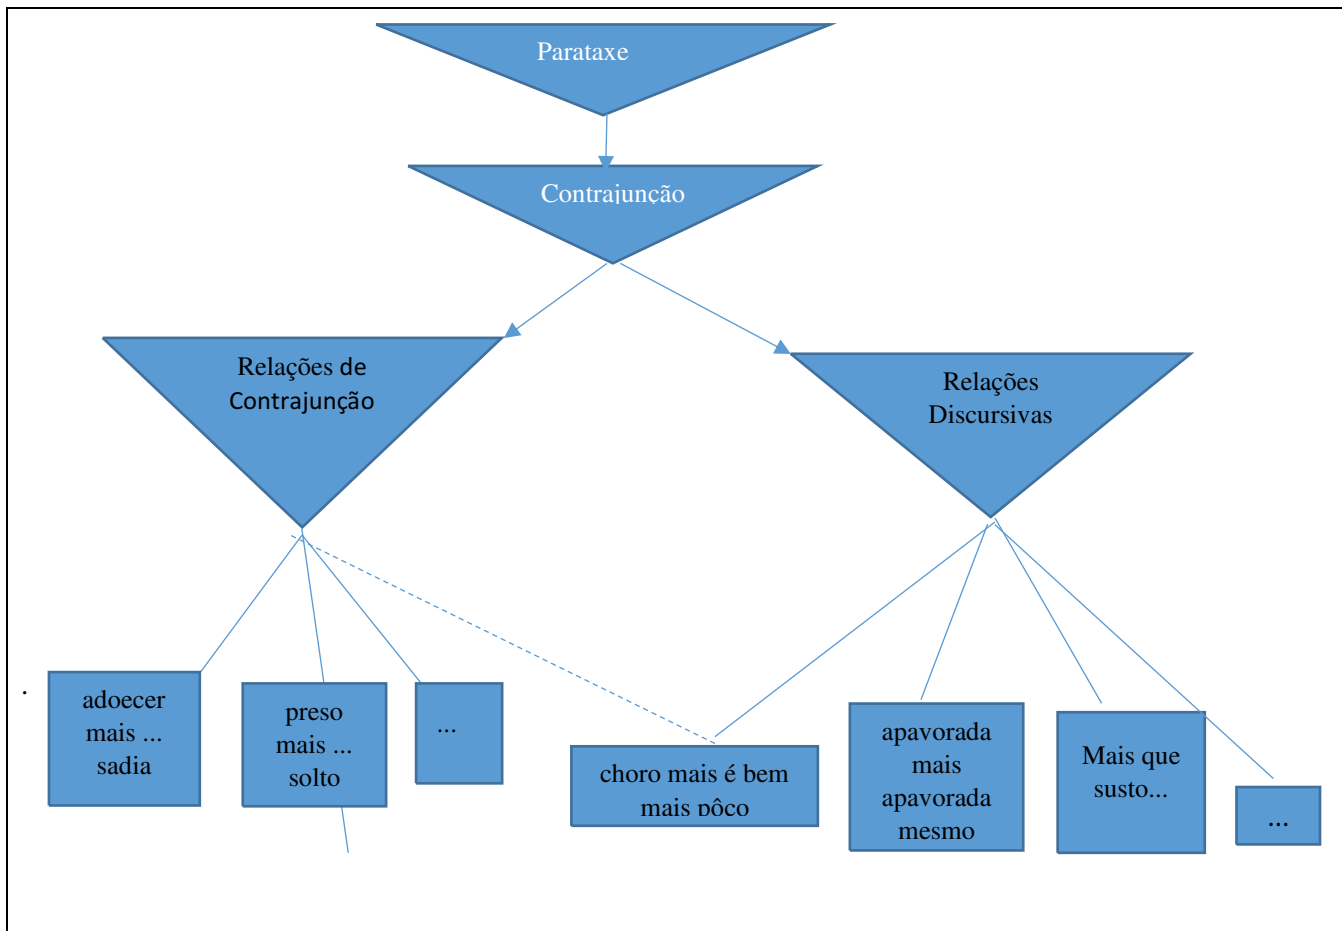 Parataxe
Contrajunção
Relações de
Contrajunção
Relações
Discursivas
.
adoecer
mais ...
sadia
preso
mais ...
solto
...
choro mais é bem
mais pôco
apavorada
mais
apavorada
mesmo
Mais que
susto...
...